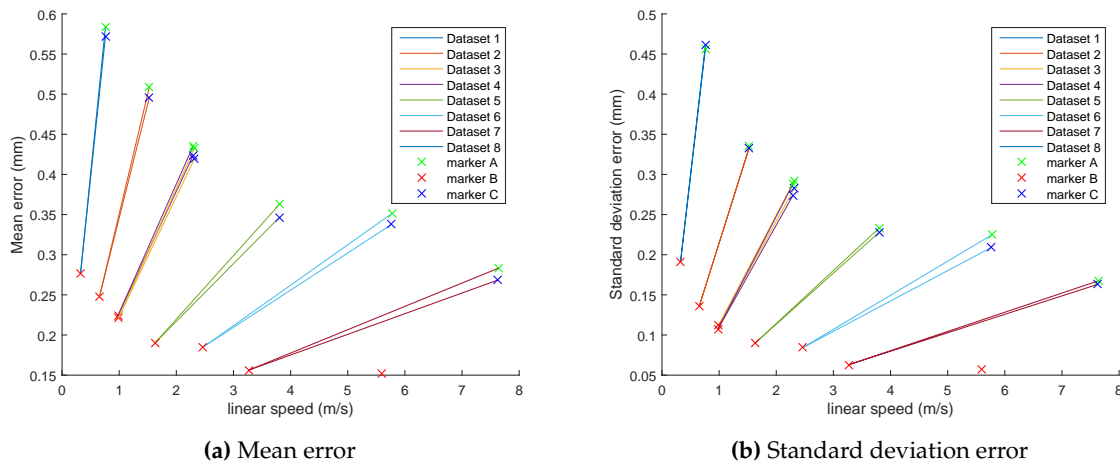 0.6
0.55
0.5
0.45
0.4
0.35
0.3
0.25
0.2
0.15
Mean error (mm)
0 1 2 3 4 5 6 7 8
linear speed (m/s)
Dataset 1
Dataset 2
Dataset 3
Dataset 4
Dataset 5
Dataset 6
Dataset 7
Dataset 8
marker A
marker B
marker C
(a) Mean error
0.5
0.45
0.4
0.35
0.3
0.25
0.2
0.15
0.1
0.05
Standard deviation error (mm)
0 1 2 3 4 5 6 7 8
linear speed (m/s)
Dataset 1
Dataset 2
Dataset 3
Dataset 4
Dataset 5
Dataset 6
Dataset 7
Dataset 8
marker A
marker B
marker C
(b) Standard deviation error